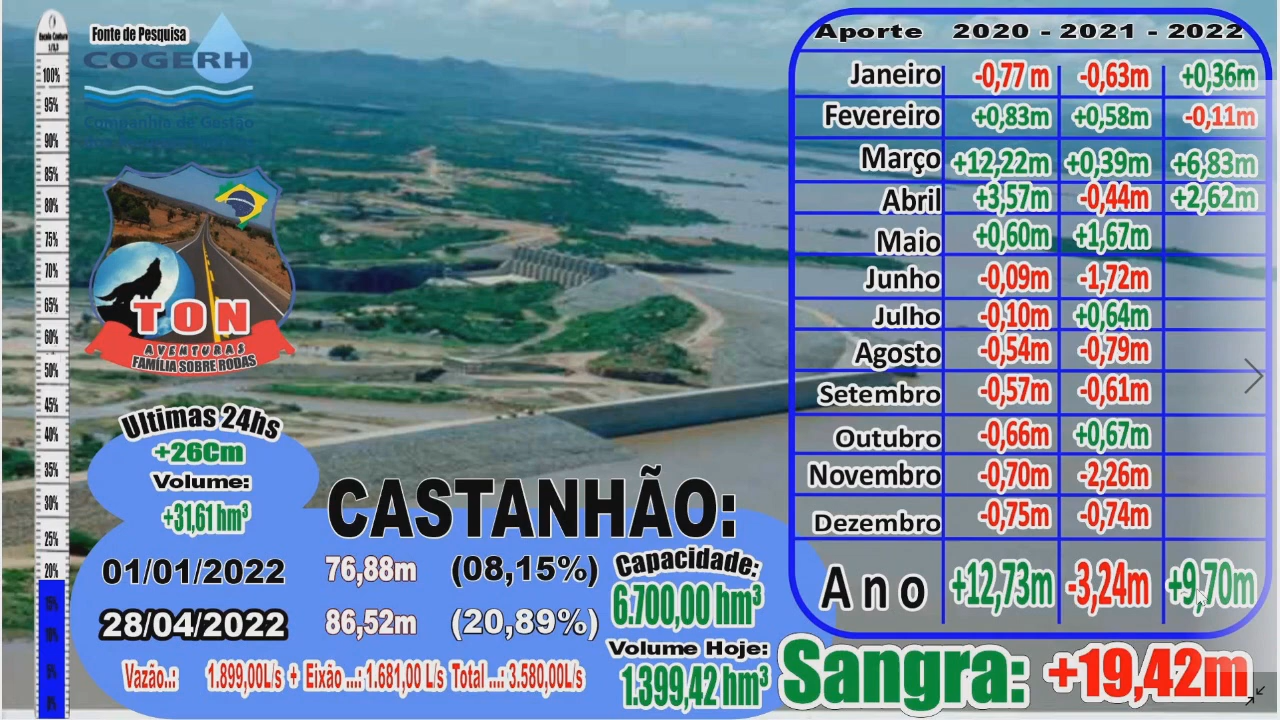 Fonte de Pesquisa
COGERH
Companhia de Gestão
100%
95%
90%
85%
80%
75%
70%
65%
60%
50%
45%
40%
35%
30%
25%
20%
15%
10%
5%
TON
AVENTURAS
FAMÍLIA SOBRE RODAS
Ultimas 24hs
+26Cm
Volume:
+31,61 hm³
CASTANHÃO:
01/01/2022 76,88m (08,15%)
28/04/2022 86,52m (20,89%)
Vazão..: 1.899,00L/s + Eixão ...: 1.681,00 L/s Total ...: 3.580,00L/s
Capacidade:
6.700,00 hm³
Volume Hoje:
1.399,42 hm³
Aporte 2020 - 2021 - 2022
Janeiro -0,77 m -0,63m +0,36m
Fevereiro +0,83m +0,58m -0,11m
Março +12,22m +0,39m +6,83m
Abril +3,57m -0,44m +2,62m
Maio +0,60m +1,67m
Junho -0,09m -1,72m
Julho -0,10m +0,64m
Agosto -0,54m -0,79m
Setembro -0,57m -0,61m
Outubro -0,66m +0,67m
Novembro -0,70m -2,26m
Dezembro -0,75m -0,74m
Ano +12,73m -3,24m +9,70m
Sangra: +19,42m